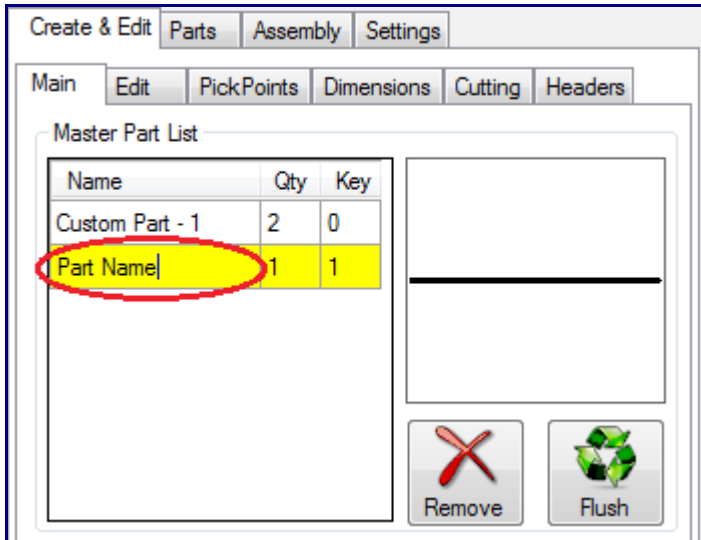 Create & Edit Parts Assembly Settings
Main Edit PickPoints Dimensions Cutting Headers
Master Part List
Name Qty Key
Custom Part - 1 2 0
Part Name 1 1
Remove Flush